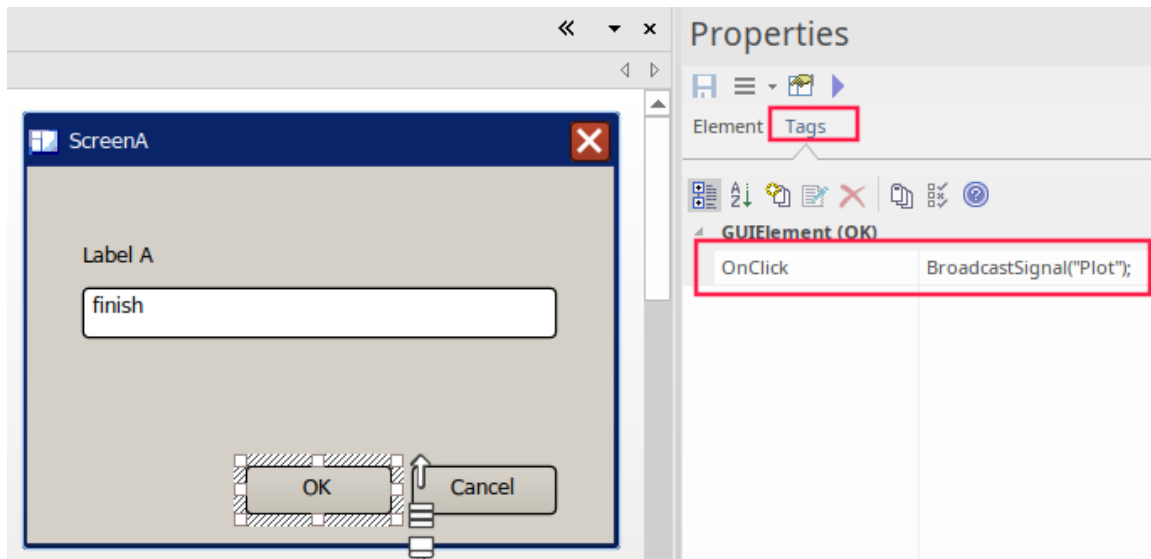 Properties
Element Tags
ScreenA
Label A
finish
OK
Cancel
GUIElement (OK)
OnClick BroadcastSignal("Plot");